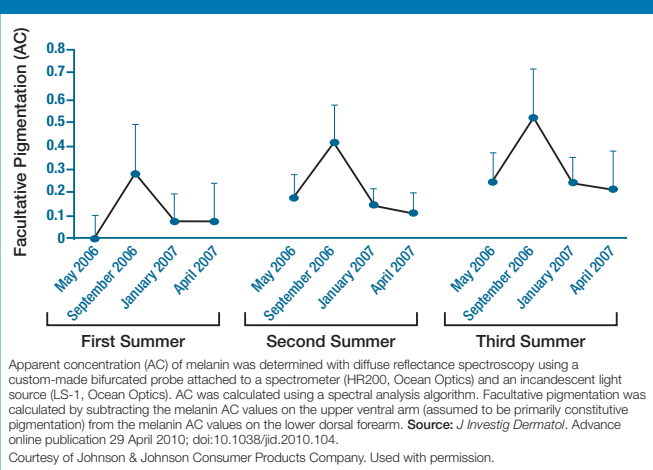 Facultative Pigmentation (AC)
0.8
0.7
0.6
0.5
0.4
0.3
0.2
0.1
0
May 2006
September 2006
January 2007
April 2007
May 2006
September 2006
January 2007
April 2007
May 2006
September 2006
January 2007
April 2007
First Summer
Second Summer
Third Summer
Apparent concentration (AC) of melanin was determined with diffuse reflectance spectroscopy using a
custom-made bifurcated probe attached to a spectrometer (HR200, Ocean Optics) and an incandescent light
source (LS-1, Ocean Optics). AC was calculated using a spectral analysis algorithm. Facultative pigmentation was
calculated by subtracting the melanin AC values on the upper ventral arm (assumed to be primarily constitutive
pigmentation) from the melanin AC values on the lower dorsal forearm. Source: J Investig Dermatol. Advance
online publication 29 April 2010; doi:10.1038/jid.2010.104.
Courtesy of Johnson & Johnson Consumer Products Company. Used with permission.